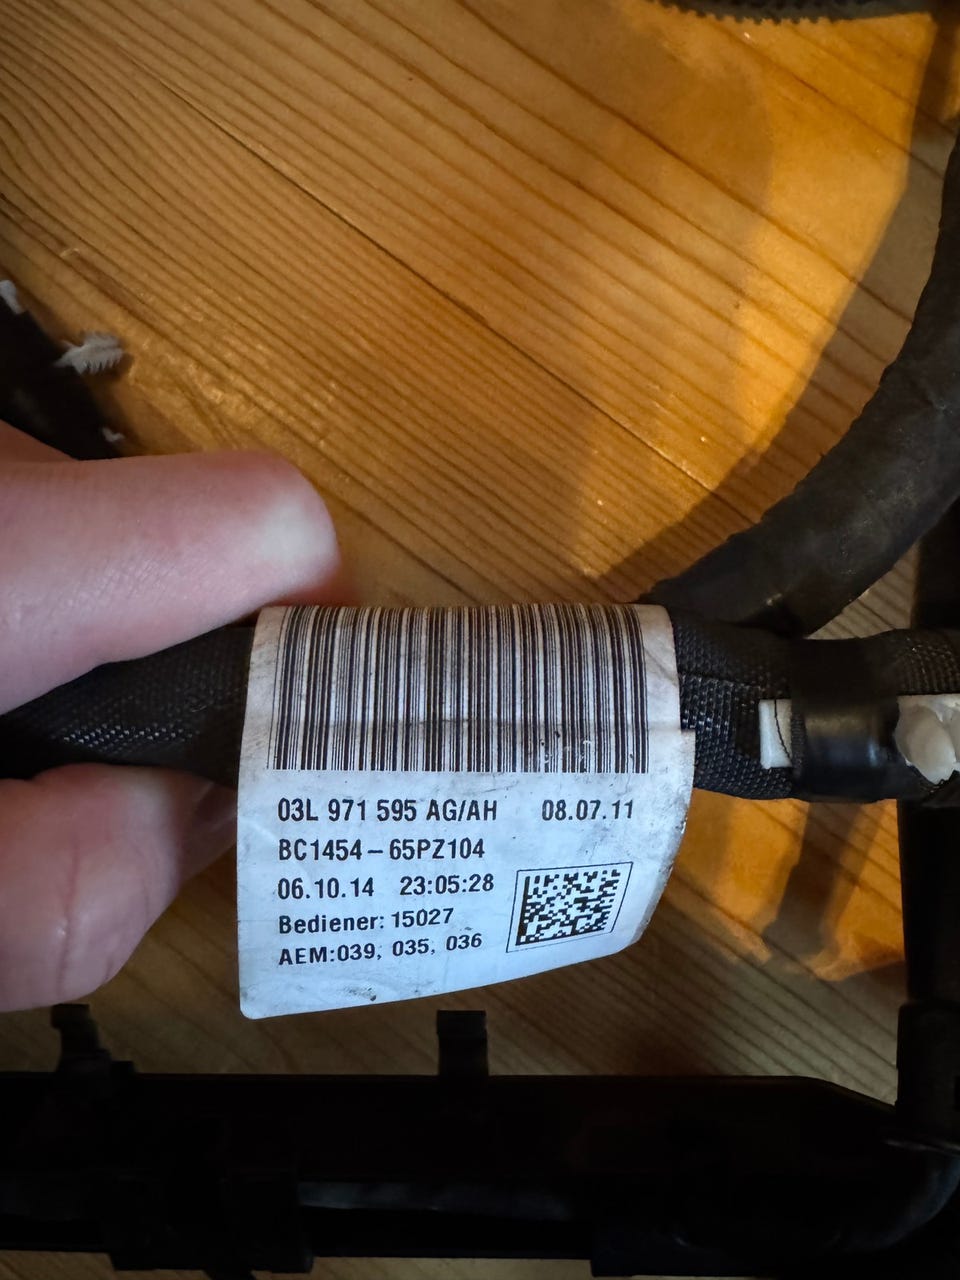 03L 971 595 AG/AH 08.07.11
BC1454-65PZ104
06.10.14 23:05:28
Bediener: 15027
AEM:039, 035, 036